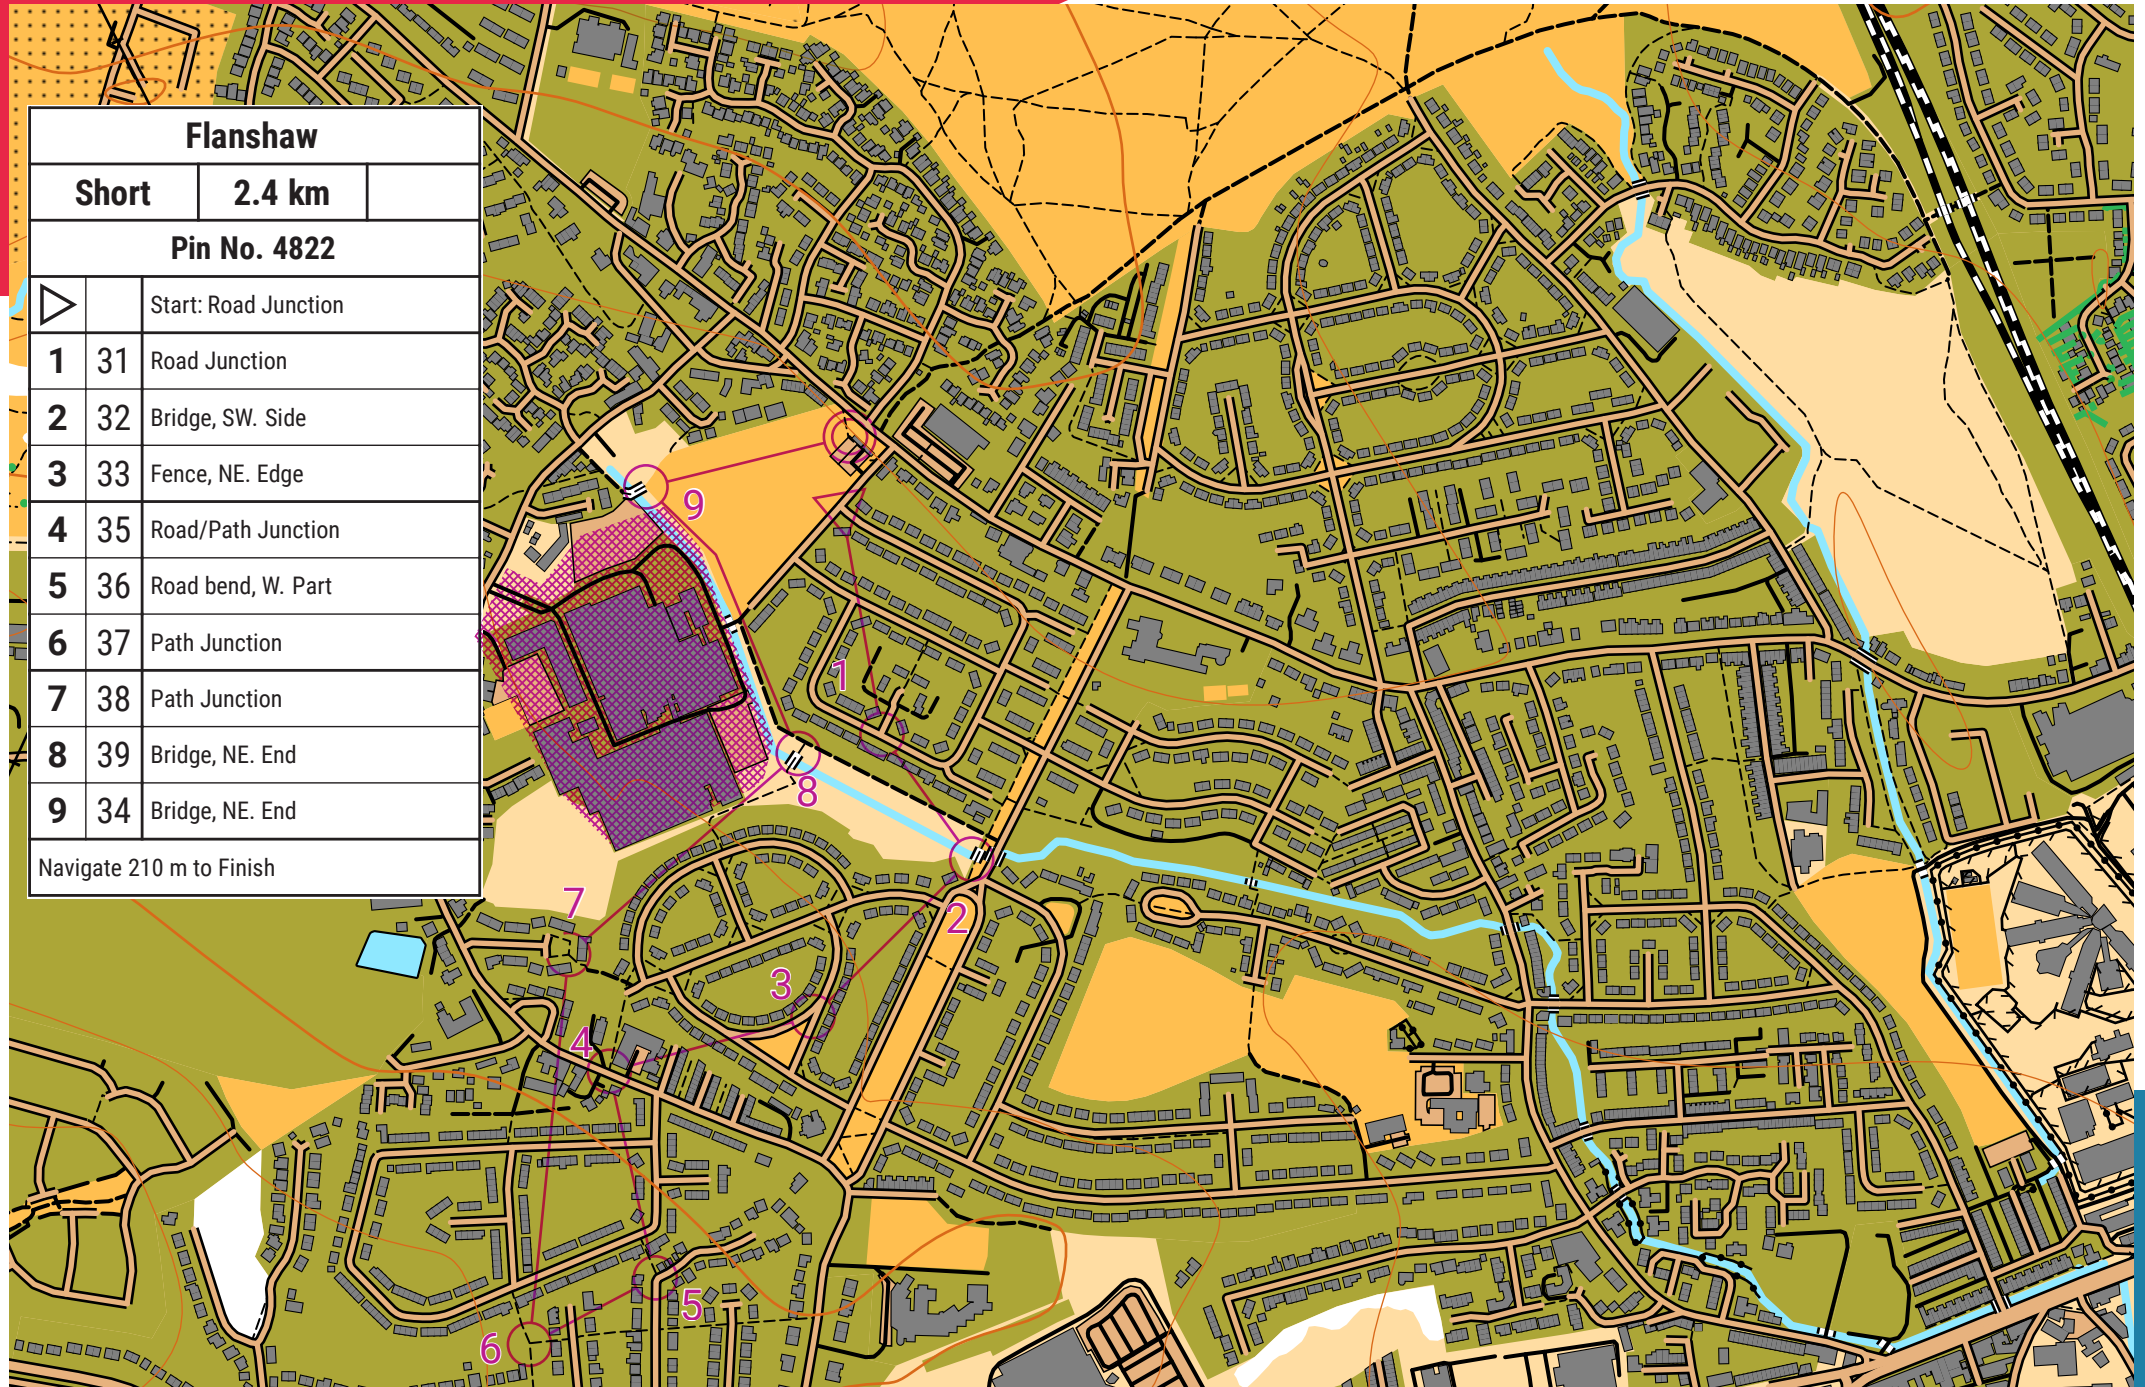 Flanshaw
Short 2.4 km
Pin No. 4822
Start: Road Junction
1 31 Road Junction
2 32 Bridge, SW. Side
3 33 Fence, NE. Edge
4 35 Road/Path Junction
5 36 Road bend, W. Part
6 37 Path Junction
7 38 Path Junction
8 39 Bridge, NE. End
9 34 Bridge, NE. End
Navigate 210 m to Finish
9
1
8
7
2
3
4
5
6